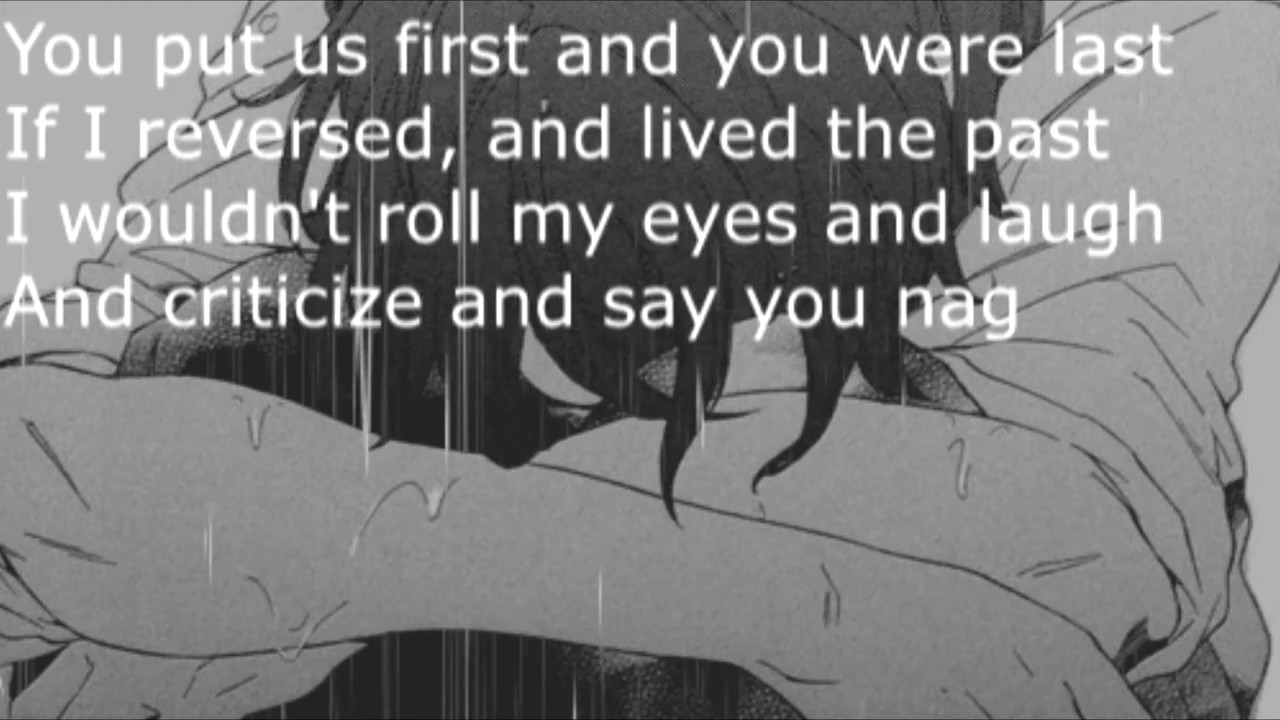 You put us first and you were last
If I reversed, and lived the past
I wouldn't roll my eyes and laugh
And criticize and say you nag